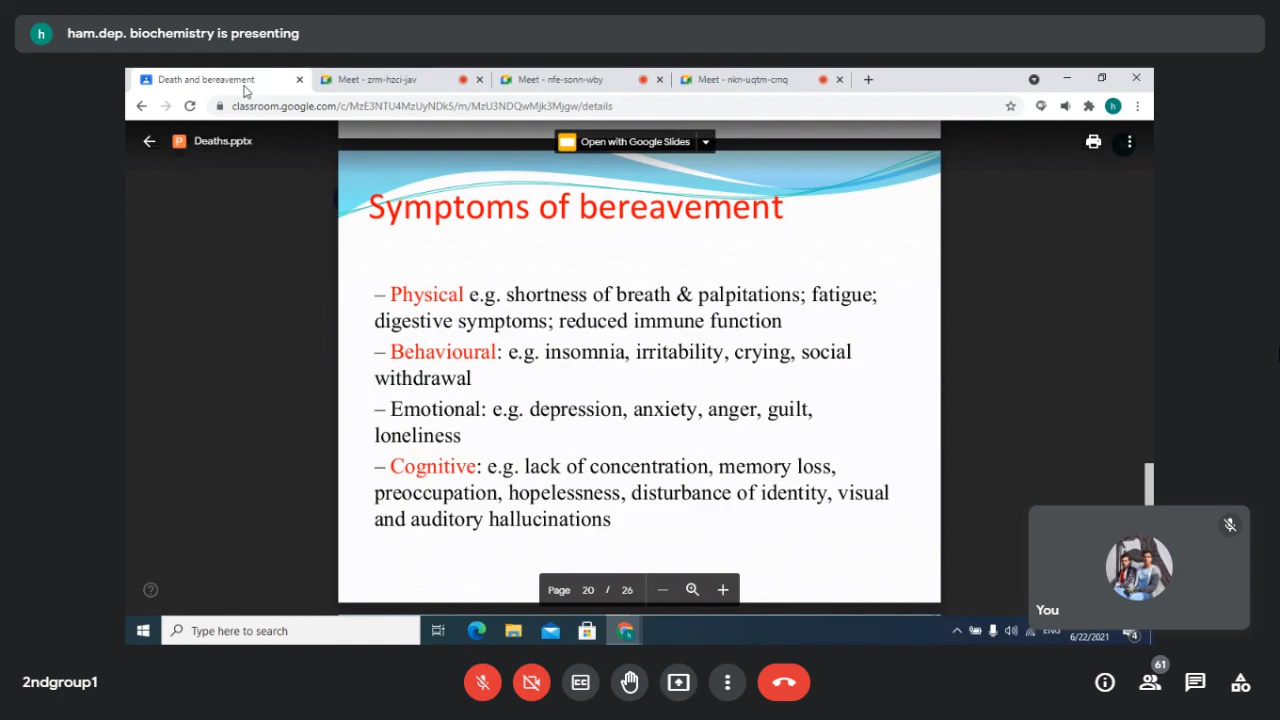 h
ham.dep. biochemistry is presenting
Death and bereavement
Meet - zrm-hzci-jav
Meet - nfe-sonn-wby
Meet - nkn-uqtm-cmq
classroom.google.com/c/MzE3NTU4MzUyNDk5/m/MzU3NDQwMjk3Mjgw/details
h
P
Deaths.pptx
Open with Google Slides
Symptoms of bereavement
– Physical e.g. shortness of breath & palpitations; fatigue;
digestive symptoms; reduced immune function
– Behavioural: e.g. insomnia, irritability, crying, social
withdrawal
– Emotional: e.g. depression, anxiety, anger, guilt,
loneliness
– Cognitive: e.g. lack of concentration, memory loss,
preoccupation, hopelessness, disturbance of identity, visual
and auditory hallucinations
Page 20 / 26
You
Type here to search
ENG
6/22/2021
4
2ndgroup1
CC
61